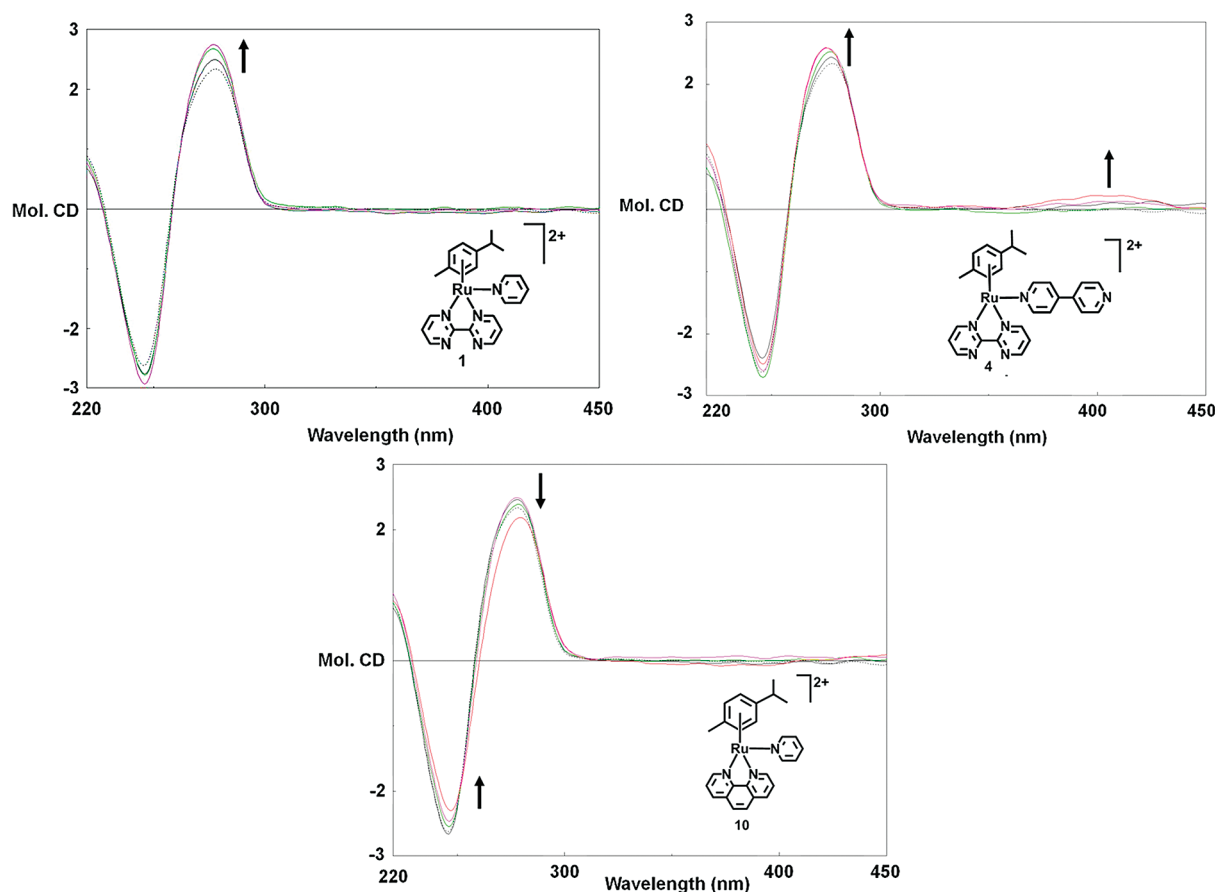 3
2
Mol. CD
-2
-3
220
300
400
450
Wavelength (nm)
2+
Ru
N
N
N
N
N
1
3
2
Mol. CD
-2
-3
220
300
400
450
Wavelength (nm)
2+
Ru
N
N
N
N
N
N
4
3
2
Mol. CD
-2
-3
220
300
400
450
Wavelength (nm)
2+
Ru
N
N
N
10